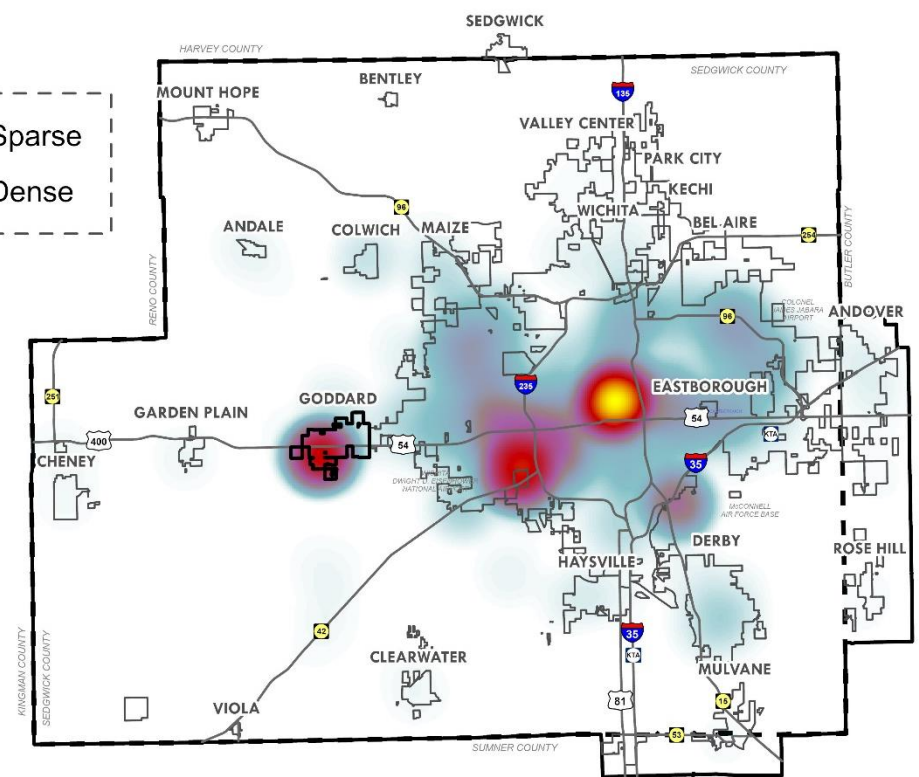 SEDGWICK
HARVEY COUNTY
SEDGWICK COUNTY
BENTLEY
MOUNT HOPE
135
Sparse
Dense
VALLEY CENTER
PARK CITY
KECHI
96
WICHITA
ANDALE
COLWICH
MAIZE
BEL AIRE
254
BUTLER COUNTY
RENO COUNTY
COLONEL
JAMES JABARA
AIRPORT
96
ANDOVER
235
EASTBOROUGH
251
GODDARD
GARDEN PLAIN
54
400
54
KTA
CHENEY
35
DWIGHT D. EISENHOWER
NATIONAL
McCONNELL
AIR FORCE BASE
DERBY
HAYSVILLE
ROSE HILL
42
35
KTA
KINGMAN COUNTY
SEDGWICK COUNTY
CLEARWATER
MULVANE
81
15
VIOLA
53
SUMNER COUNTY